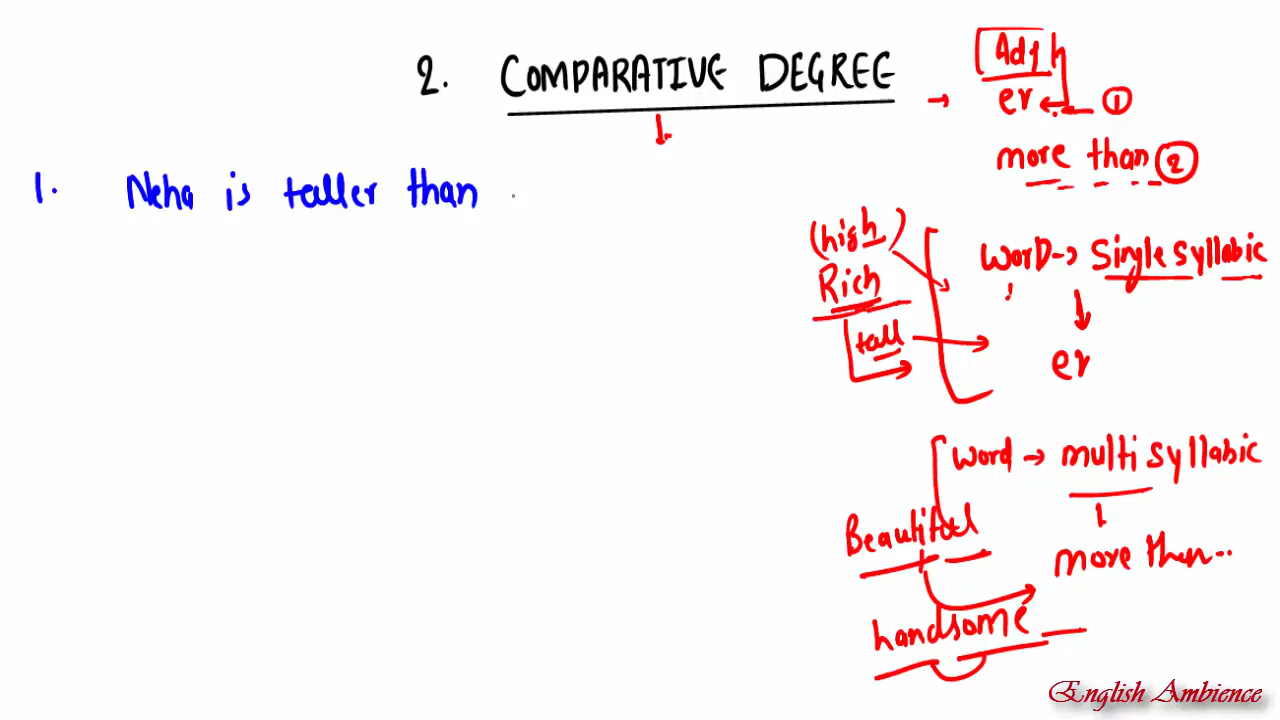 2. COMPARATIVE DEGREE
Adj
er ①
more than ②
1. Neha is taller than
(high)
Rich
tall
WorD → Single syllabic
er
Word → multi syllabic
Beautiful
more then..
handsome
English Ambience